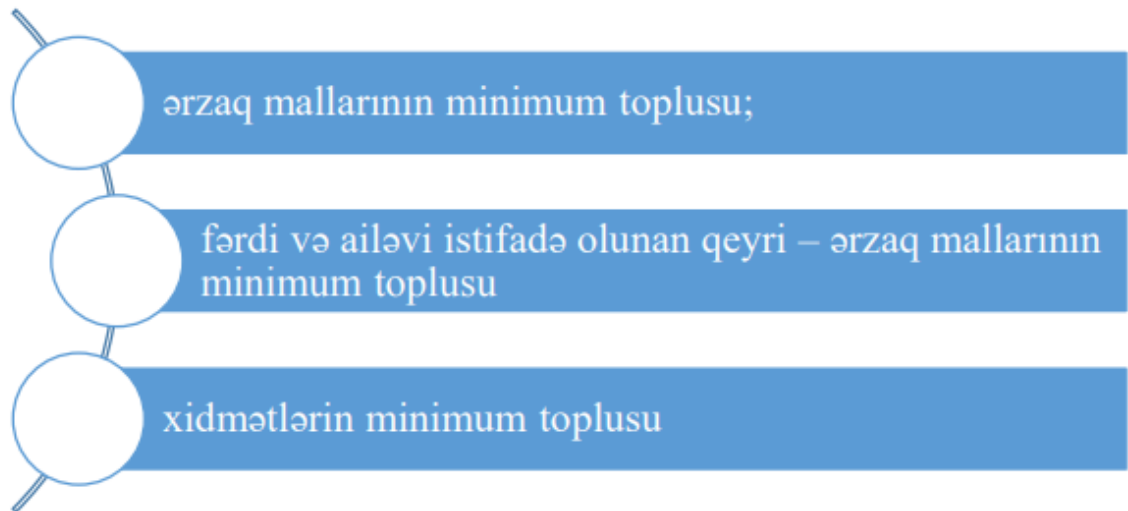 ərzaq mallarının minimum toplusu;
fərdi və ailəvi istifadə olunan qeyri – ərzaq mallarının
minimum toplusu
xidmətlərin minimum toplusu